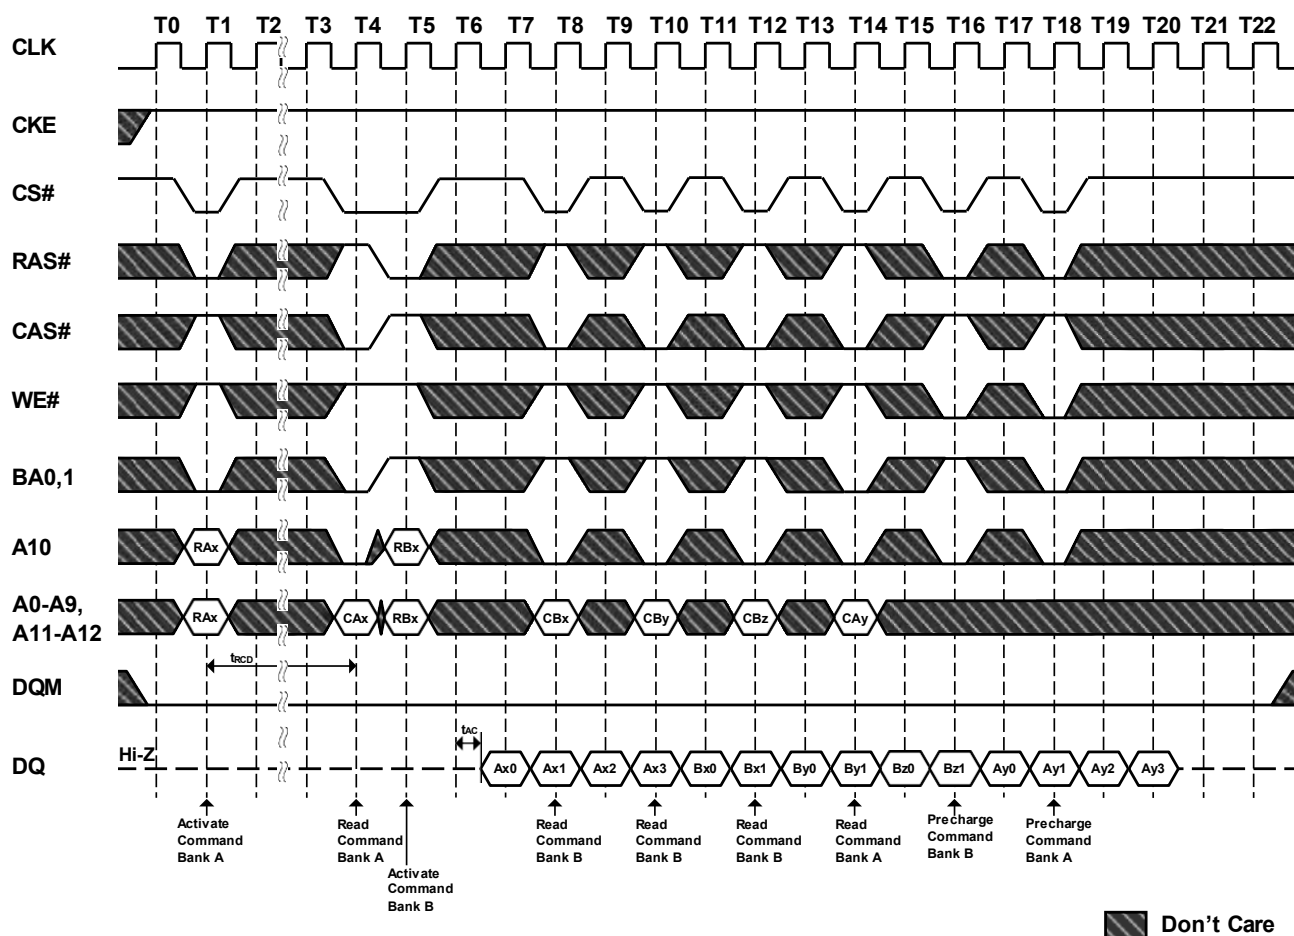 T0 T1 T2 T3 T4 T5 T6 T7 T8 T9 T10 T11 T12 T13 T14 T15 T16 T17 T18 T19 T20 T21 T22
CLK
CKE
CS#
RAS#
CAS#
WE#
BA0,1
A10
RAx RBx
A0-A9,
A11-A12
RAx CAx RBx CBx CBy CBz CAy
tRCD
DQM
tAC
Hi-Z
DQ
Ax0 Ax1 Ax2 Ax3 Bx0 Bx1 By0 By1 Bz0 Bz1 Ay0 Ay1 Ay2 Ay3
Activate
Command
Bank A
Read
Command
Bank A
Activate
Command
Bank B
Read
Command
Bank B
Read
Command
Bank B
Read
Command
Bank B
Read
Command
Bank A
Precharge
Command
Bank B
Precharge
Command
Bank A
Don't Care